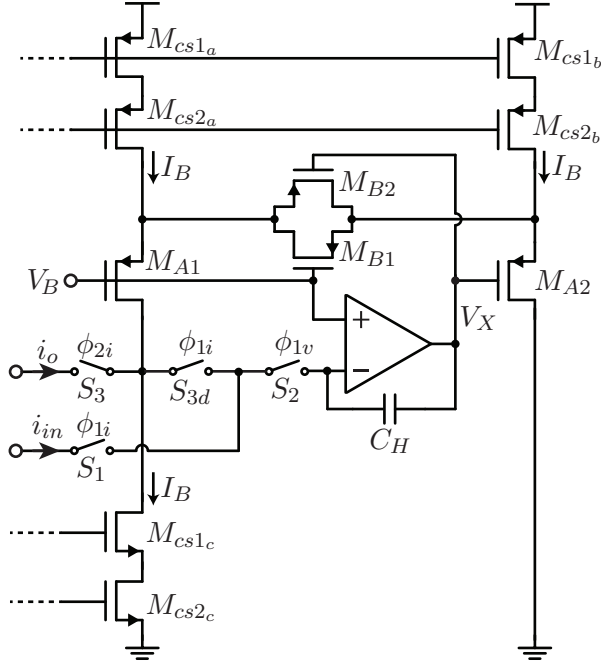 M_{cs1_a} M_{cs1_b}
M_{cs2_a} M_{cs2_b}
I_B I_B
M_{B2}
M_{B1}
M_{A1} M_{A2}
V_B
V_X
+
i_o ϕ_{2i} ϕ_{1i} ϕ_{1v}
−
S_3 S_{3d} S_2
i_{in} ϕ_{1i} C_H
S_1
I_B
M_{cs1_c}
M_{cs2_c}